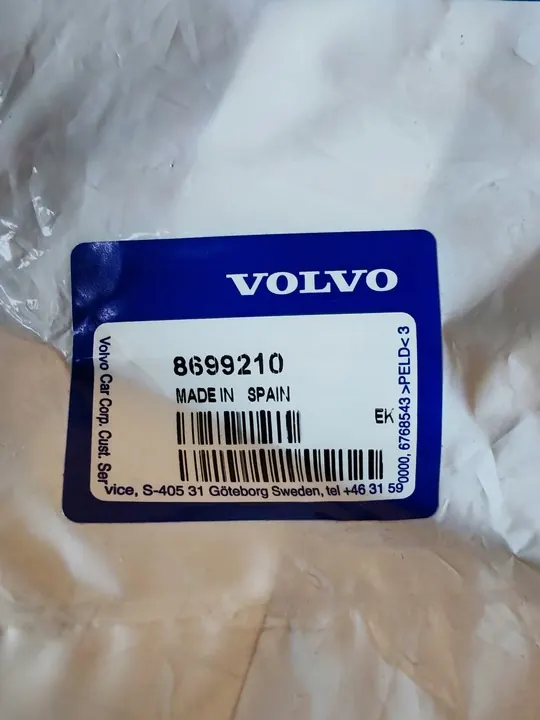 VOLVO
8699210
MADE IN SPAIN
EK
Volvo Car Corp. Cust. Ser
vice, S-405 31 Göteborg Sweden, tel +46 31 59
0000, 6768543 >PELD< 3